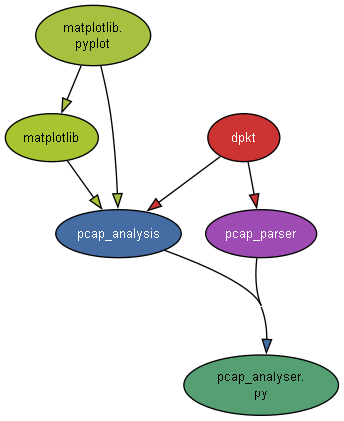 matplotlib.
pyplot
matplotlib
dpkt
pcap_analysis
pcap_parser
pcap_analyser.
py